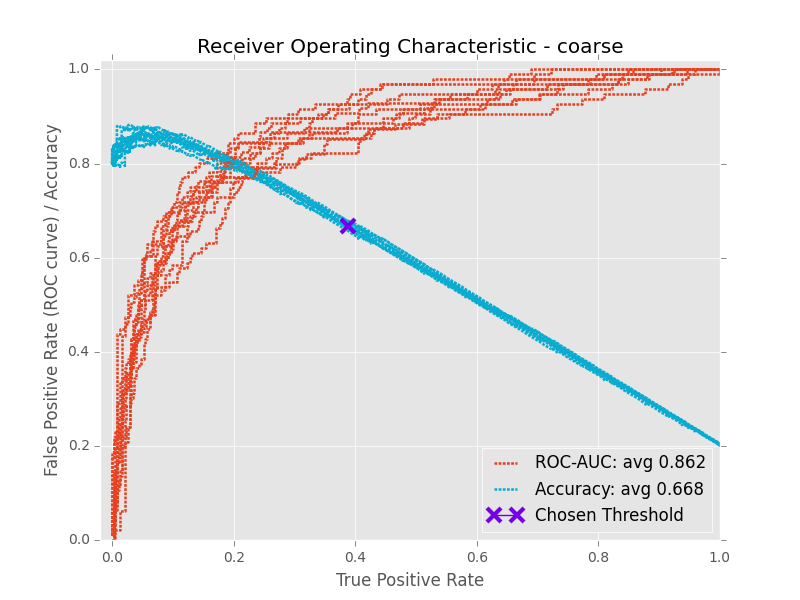 Receiver Operating Characteristic - coarse
1.0
0.8
0.6
0.4
0.2
0.0
False Positive Rate (ROC curve) / Accuracy
ROC-AUC: avg 0.862
Accuracy: avg 0.668
Chosen Threshold
0.0 0.2 0.4 0.6 0.8 1.0
True Positive Rate